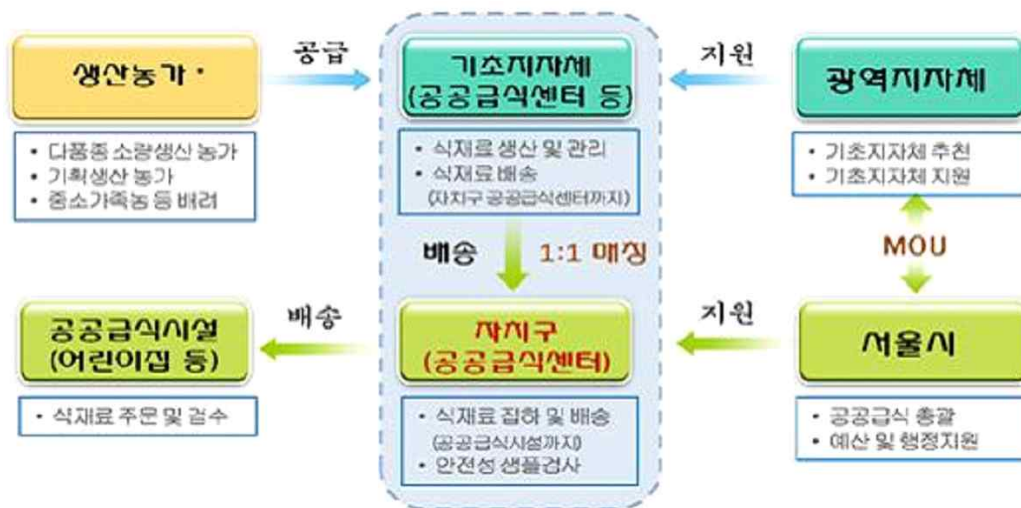 생산농가 *
공급
기초지자체
(공공급식센터 등)
지원
광역지자체
• 다품종 소량생산 농가
• 기획생산 농가
• 중소가족농 등 배려
• 식재료 생산 및 관리
• 식재료 배송
(자치구 공공급식센터까지)
• 기초지자체 추천
• 기초지자체 지원
배송
1:1 매칭
MOU
공공급식시설
(어린이집 등)
배송
자치구
(공공급식센터)
지원
서울시
• 식재료 주문 및 검수
• 식재료 집하 및 배송
(공공급식시설까지)
• 안전성 샘플검사
• 공공급식 총괄
• 예산 및 행정지원